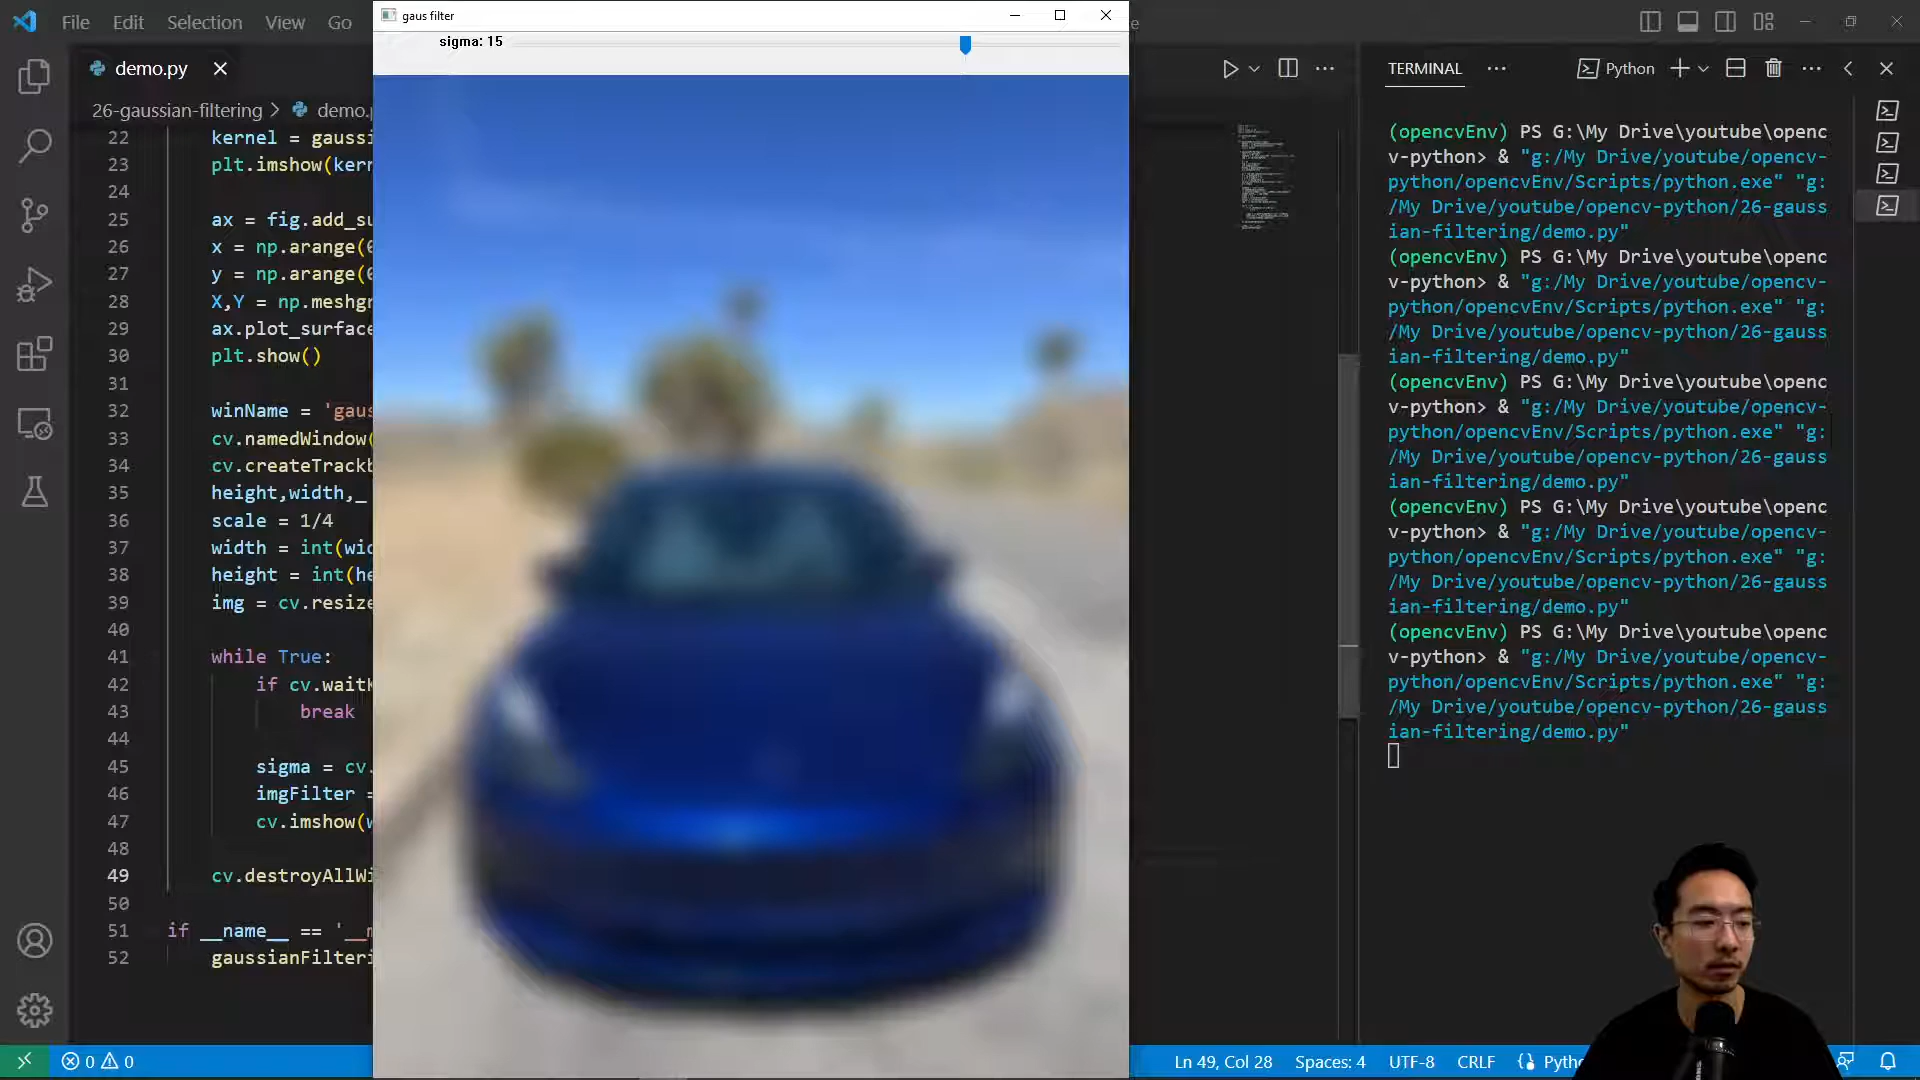 File Edit Selection View Go
gaus filter
sigma: 15
demo.py
26-gaussian-filtering > demo.
22 kernel = gaussi
23 plt.imshow(kern
24
25 ax = fig.add_su
26 x = np.arange(
27 y = np.arange(
28 X,Y = np.meshgr
29 ax.plot_surface
30 plt.show()
31
32 winName = 'gaus
33 cv.namedWindow(
34 cv.createTrackb
35 height,width,_
36 scale = 1/4
37 width = int(wid
38 height = int(he
39 img = cv.resize
40
41 while True:
42 if cv.waitK
43 break
44
45 sigma = cv.
46 imgFilter =
47 cv.imshow(w
48
49 cv.destroyAllWi
50
51 if __name__ == '__m
52 gaussianFilteri
TERMINAL
Python
(opencvEnv) PS G:\My Drive\youtube\openc
v-python> & "g:/My Drive/youtube/opencv-
python/opencvEnv/Scripts/python.exe" "g:
/My Drive/youtube/opencv-python/26-gauss
ian-filtering/demo.py"
(opencvEnv) PS G:\My Drive\youtube\openc
v-python> & "g:/My Drive/youtube/opencv-
python/opencvEnv/Scripts/python.exe" "g:
/My Drive/youtube/opencv-python/26-gauss
ian-filtering/demo.py"
(opencvEnv) PS G:\My Drive\youtube\openc
v-python> & "g:/My Drive/youtube/opencv-
python/opencvEnv/Scripts/python.exe" "g:
/My Drive/youtube/opencv-python/26-gauss
ian-filtering/demo.py"
(opencvEnv) PS G:\My Drive\youtube\openc
v-python> & "g:/My Drive/youtube/opencv-
python/opencvEnv/Scripts/python.exe" "g:
/My Drive/youtube/opencv-python/26-gauss
ian-filtering/demo.py"
(opencvEnv) PS G:\My Drive\youtube\openc
v-python> & "g:/My Drive/youtube/opencv-
python/opencvEnv/Scripts/python.exe" "g:
/My Drive/youtube/opencv-python/26-gauss
ian-filtering/demo.py"
0 0 Ln 49, Col 28 Spaces: 4 UTF-8 CRLF Pytho